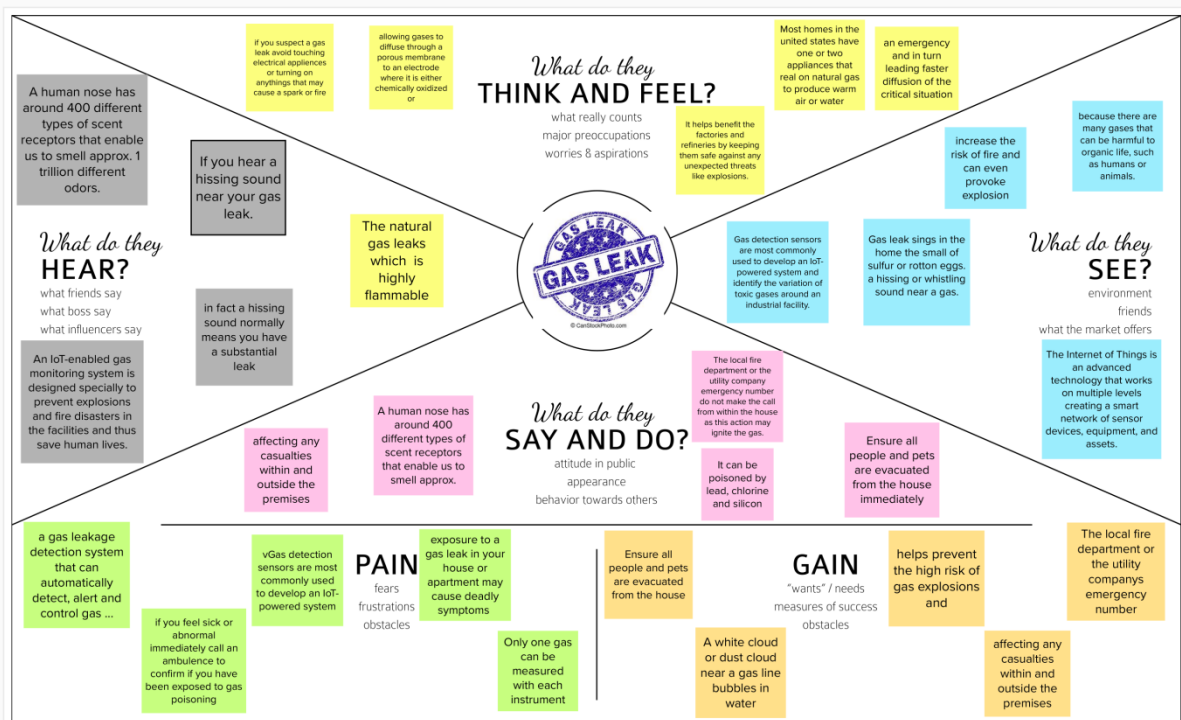 if you suspect a gas
leak avoid touching
electrical appliences
or turning on
anythings that may
cause a spark or fire
allowing gases to
diffuse through a
porous membrane
to an electrode
where it is either
chemically oxidized
or
What do they
THINK AND FEEL?
what really counts
major preoccupations
worries & aspirations
Most homes in the
united states have
one or two
appliances that
real on natural gas
to produce warm
air or water
an emergency
and in turn
leading faster
diffusion of the
critical situation
It helps benefit the
factories and
refineries by keeping
them safe against any
unexpected threats
like explosions.
The natural
gas leaks
which is
highly
flammable
A human nose has
around 400 different
types of scent
receptors that enable
us to smell approx. 1
trillion different
odors.
If you hear a
hissing sound
near your gas
leak.
What do they
HEAR?
what friends say
what boss say
what influencers say
in fact a hissing
sound normally
means you have
a substantial
leak
An IoT-enabled gas
monitoring system is
designed specially to
prevent explosions
and fire disasters in
the facilities and thus
save human lives.
GAS LEAK
GAS LEAK
GAS LEAK
© CanStockPhoto.com
increase the
risk of fire and
can even
provoke
explosion
because there are
many gases that
can be harmful to
organic life, such
as humans or
animals.
Gas detection sensors
are most commonly
used to develop an IoT-
powered system and
identify the variation of
toxic gases around an
industrial facility.
Gas leak sings in the
home the small of
sulfur or rotton eggs.
a hissing or whistling
sound near a gas.
What do they
SEE?
environment
friends
what the market offers
The Internet of Things is
an advanced
technology that works
on multiple levels
creating a smart
network of sensor
devices, equipment, and
assets.
What do they
SAY AND DO?
attitude in public
appearance
behavior towards others
affecting any
casualties
within and
outside the
premises
A human nose has
around 400
different types of
scent receptors
that enable us to
smell approx.
The local fire
department or the
utility company
emergency number
do not make the call
from within the house
as this action may
ignite the gas.
It can be
poisoned by
lead, chlorine
and silicon
Ensure all
people and pets
are evacuated
from the house
immediately
PAIN
fears
frustrations
obstacles
a gas leakage
detection system
that can
automatically
detect, alert and
control gas ...
if you feel sick or
abnormal
immediately call an
ambulence to
confirm if you have
been exposed to gas
poisoning
vGas detection
sensors are most
commonly used
to develop an IoT-
powered system
exposure to a
gas leak in your
house or
apartment may
cause deadly
symptoms
Only one gas
can be
measured
with each
instrument
GAIN
"wants" / needs
measures of success
obstacles
Ensure all
people and pets
are evacuated
from the house
A white cloud
or dust cloud
near a gas line
bubbles in
water
helps prevent
the high risk of
gas explosions
and
affecting any
casualties
within and
outside the
premises
The local fire
department or
the utility
companys
emergency
number